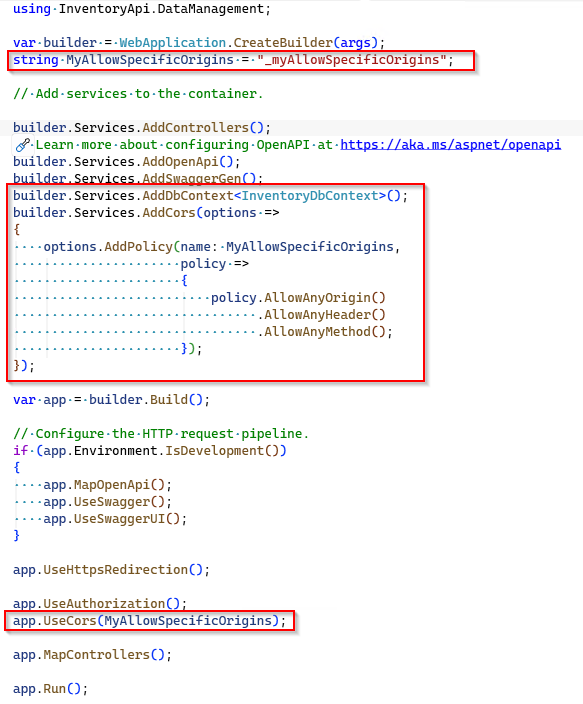 using InventoryApi.DataManagement;
var builder = WebApplication.CreateBuilder(args);
string MyAllowSpecificOrigins = "_myAllowSpecificOrigins";
// Add services to the container.
builder.Services.AddControllers();
Learn more about configuring OpenAPI at https://aka.ms/aspnet/openapi
builder.Services.AddOpenApi();
builder.Services.AddSwaggerGen();
builder.Services.AddDbContext<InventoryDbContext>();
builder.Services.AddCors(options =>
{
    options.AddPolicy(name: MyAllowSpecificOrigins,
                    policy =>
                    {
                        policy.AllowAnyOrigin()
                             .AllowAnyHeader()
                             .AllowAnyMethod();
                    });
});
var app = builder.Build();
// Configure the HTTP request pipeline.
if (app.Environment.IsDevelopment())
{
    app.MapOpenApi();
    app.UseSwagger();
    app.UseSwaggerUI();
}
app.UseHttpsRedirection();
app.UseAuthorization();
app.UseCors(MyAllowSpecificOrigins);
app.MapControllers();
app.Run();